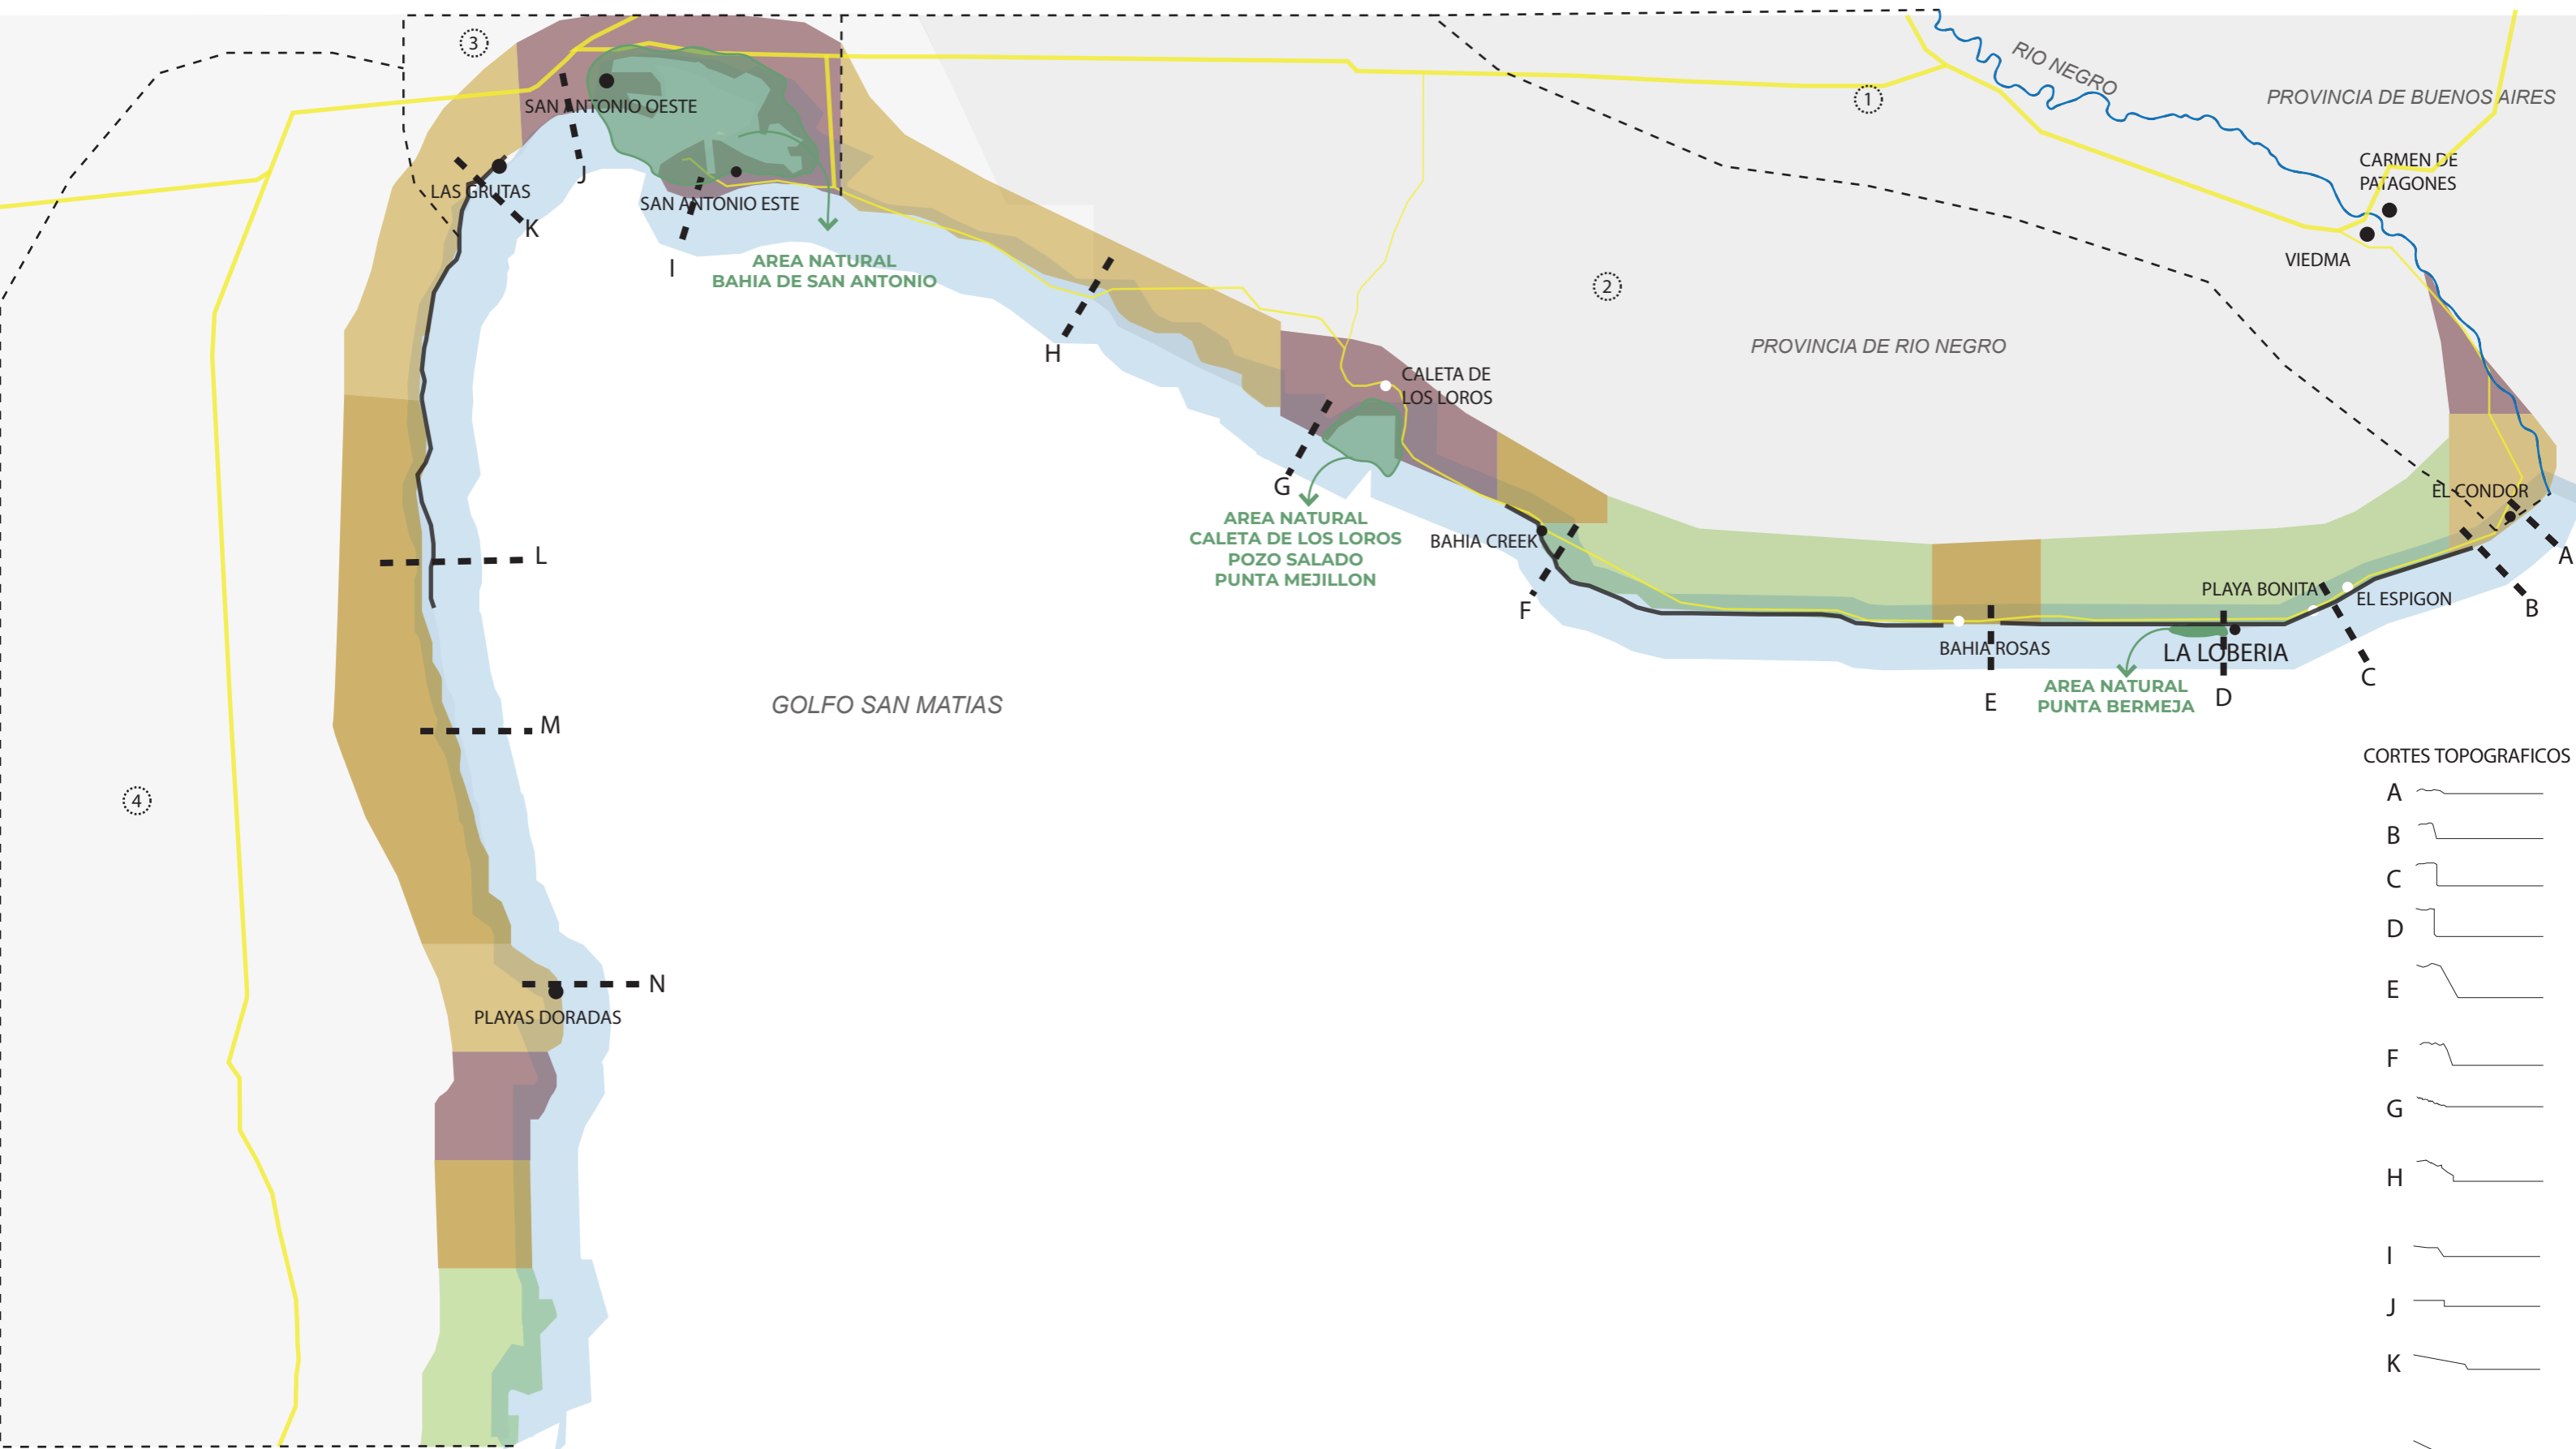 3
RIO NEGRO
PROVINCIA DE BUENOS AIRES
1
SAN ANTONIO OESTE
CARMEN DE
PATAGONES
J
LAS GRUTAS
K
SAN ANTONIO ESTE
I
AREA NATURAL
BAHIA DE SAN ANTONIO
VIEDMA
2
H
PROVINCIA DE RIO NEGRO
CALETA DE
LOS LOROS
G
AREA NATURAL
CALETA DE LOS LOROS
POZO SALADO
PUNTA MEJILLON
EL CONDOR
BAHIA CREEK
A
L
F
PLAYA BONITA
EL ESPIGON
B
BAHIA ROSAS
LA LOBERIA
C
E
AREA NATURAL
PUNTA BERMEJA
D
GOLFO SAN MATIAS
M
4
N
PLAYAS DORADAS
CORTES TOPOGRAFICOS
A
B
C
D
E
F
G
H
I
J
K